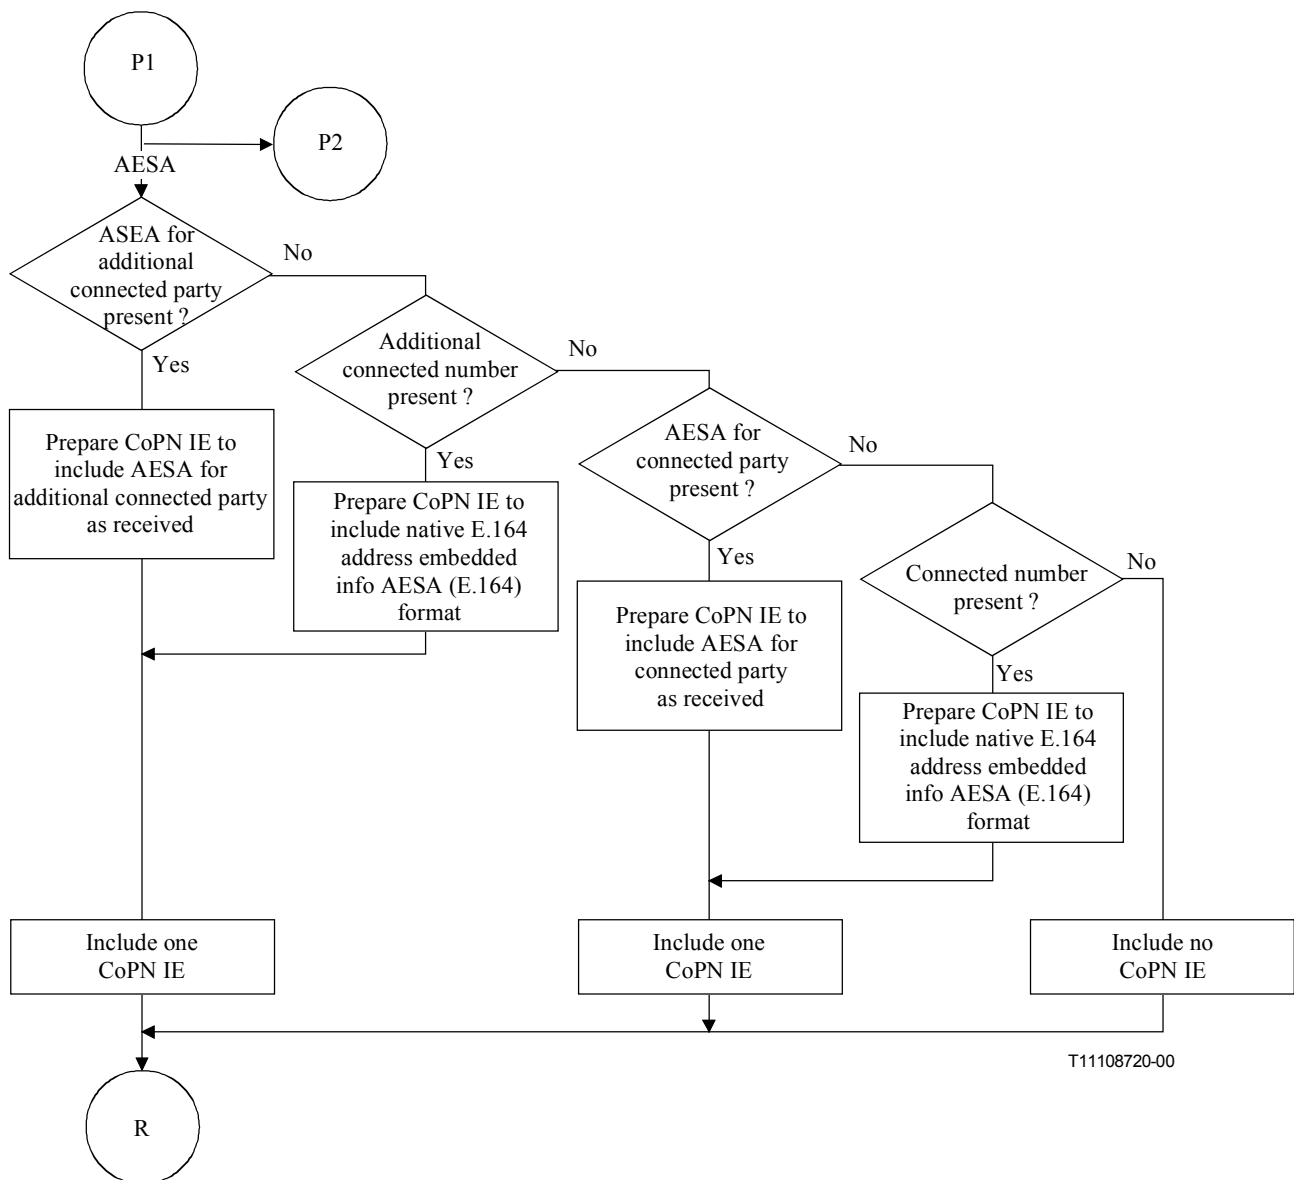 P1
P2
AESA
ASEA for
additional
connected party
present ?
No
Yes
Additional
connected number
present ?
No
Yes
AESA for
connected party
present ?
No
Yes
Connected number
present ?
No
Yes
Prepare CoPN IE to
include AESA for
additional connected party
as received
Prepare CoPN IE to
include native E.164
address embedded
info AESA (E.164)
format
Prepare CoPN IE to
include AESA for
connected party
as received
Prepare CoPN IE to
include native E.164
address embedded
info AESA (E.164)
format
Include one
CoPN IE
Include one
CoPN IE
Include no
CoPN IE
T11108720-00
R